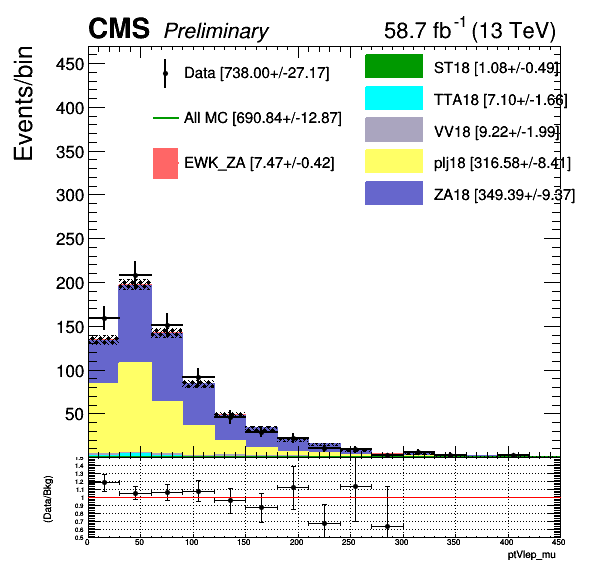 CMS Preliminary 58.7 fb⁻¹ (13 TeV)
Events/bin
450
400
350
300
250
200
150
100
50
Data [738.00+/-27.17]
All MC [690.84+/-12.87]
EWK_ZA [7.47+/-0.42]
ST18 [1.08+/-0.49]
TTA18 [7.10+/-1.66]
VV18 [9.22+/-1.99]
plj18 [316.58+/-8.41]
ZA18 [349.39+/-9.37]
(Data/Bkg)
1.5
1.4
1.3
1.2
1.1
1
0.9
0.8
0.7
0.6
0.5
0 50 100 150 200 250 300 350 400 450
ptVlep_mu